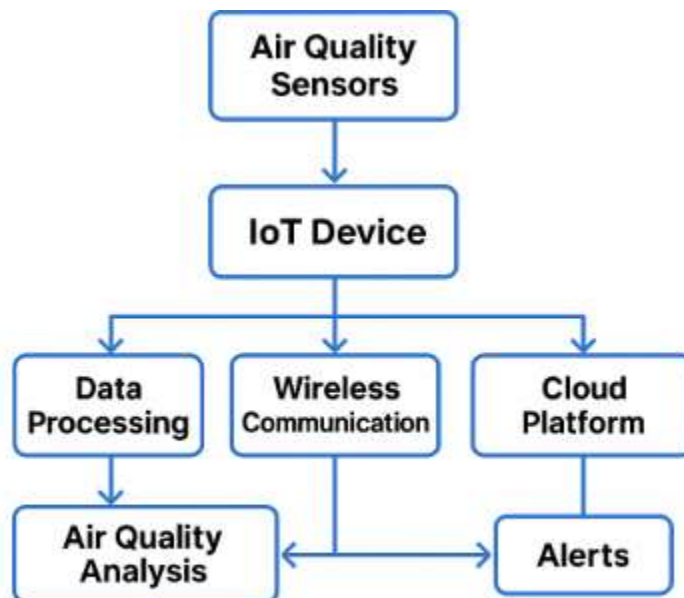 Air Quality
Sensors
IoT Device
Data
Processing
Wireless
Communication
Cloud
Platform
Air Quality
Analysis
Alerts